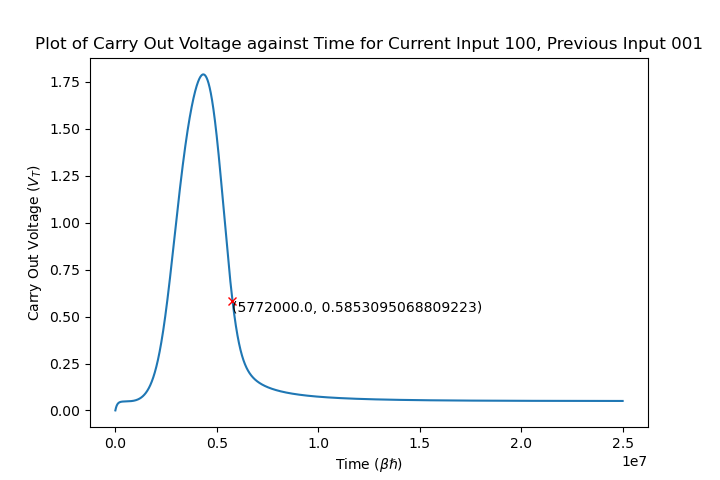 Plot of Carry Out Voltage against Time for Current Input 100, Previous Input 001
Carry Out Voltage (V_T)
1.75
1.50
1.25
1.00
0.75
0.50
0.25
0.00
(5772000.0, 0.5853095068809223)
0.0 0.5 1.0 1.5 2.0 2.5
1e7
Time (βħ)